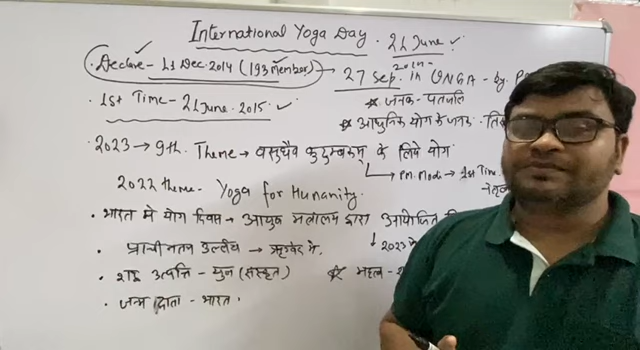 International Yoga Day. 21 June.
Declare - 11 Dec. 2014 (193 member) → 27 Sep. in UNGA - by. P
2014
★ जनक - पतंजलि
• 1st Time - 21 June. 2015.
★ आधुनिक योग के जनक - ति
• 2023 → 9th. Theme → वसुधैव कुटुम्बकम् के लिये योग
→ PM. Modi → 1st Time.
2022 theme - Yoga for Humanity.
• भारत मे योग दिवस - आयुष मंत्रालय द्वारा आयोजित
• प्राचीनतम उल्लेख → ऋग्वेद मे.
↓ 2023 मे
• शब्द उत्पत्ति - युज (संस्कृत)
• जन्म दाता - भारत.